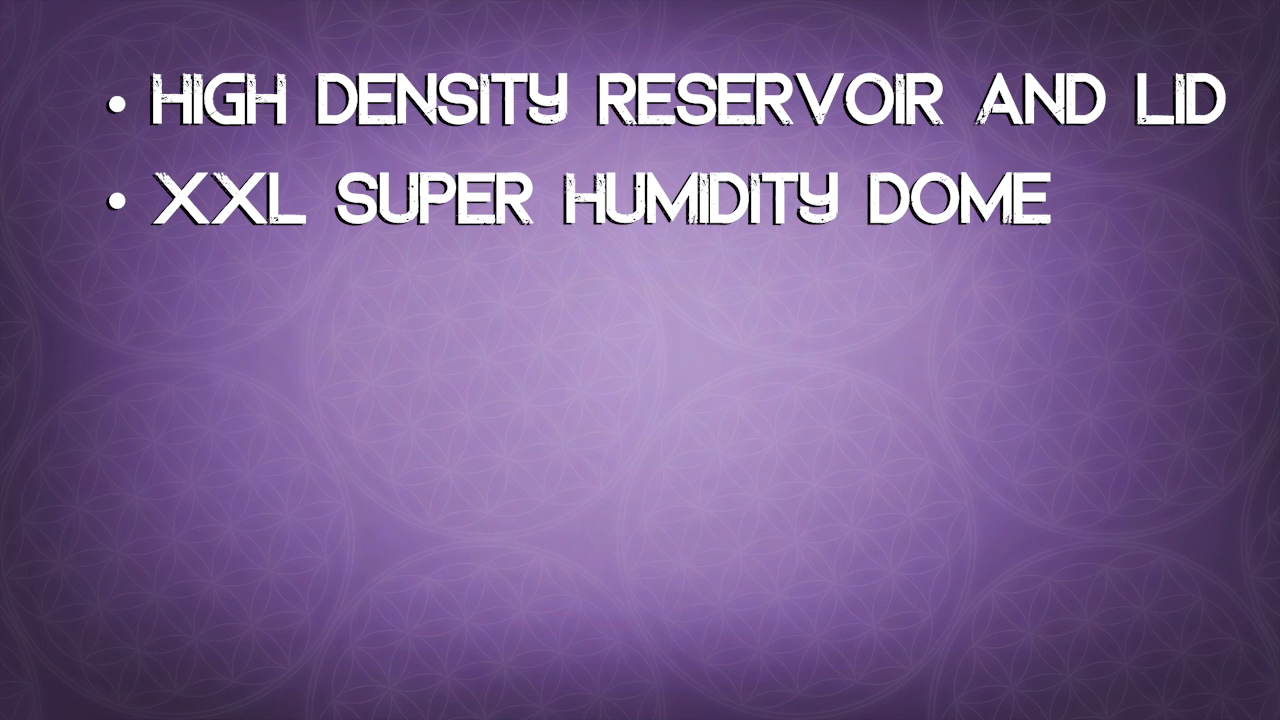 • HIGH DENSITY RESERVOIR AND LID
• XXL SUPER HUMIDITY DOME